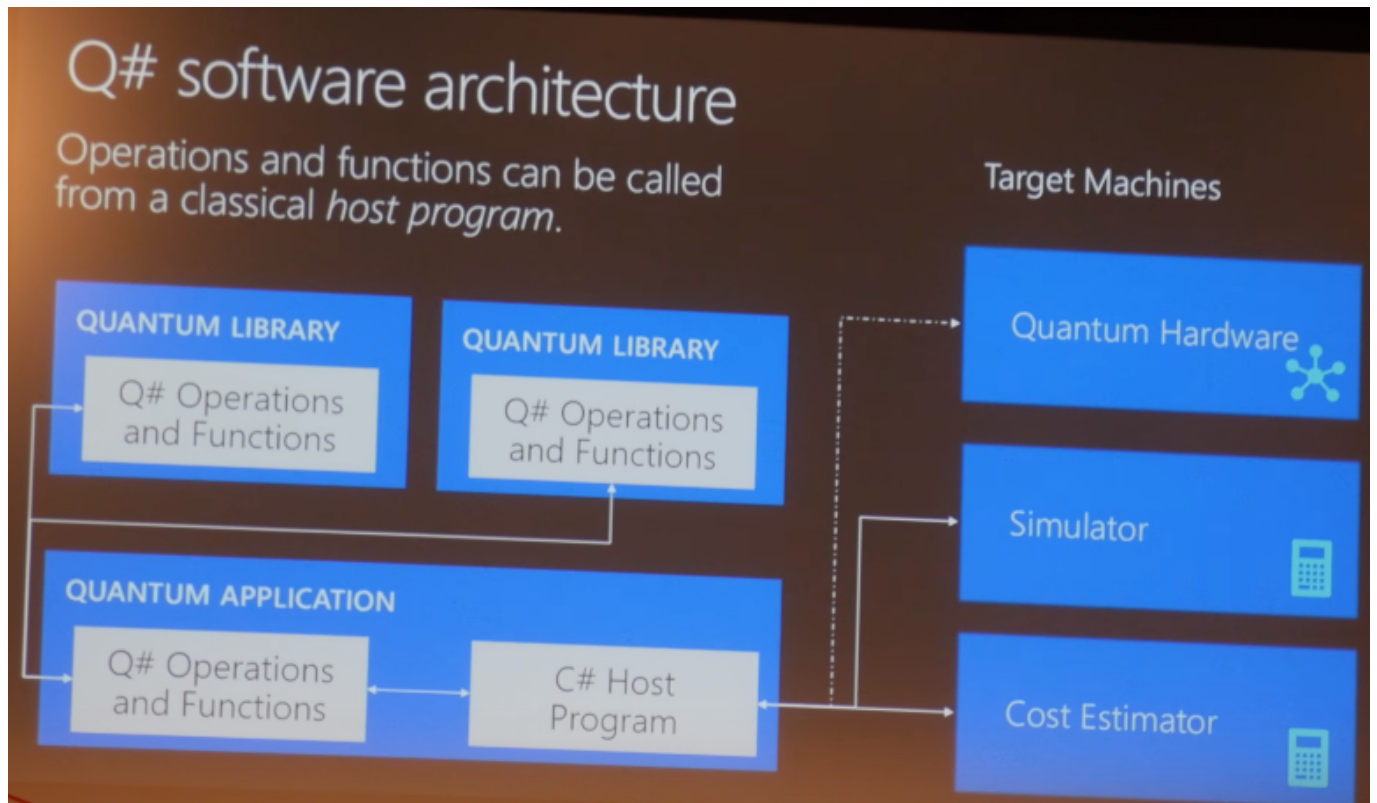 Q# software architecture
Operations and functions can be called
from a classical host program.
Target Machines
QUANTUM LIBRARY
Q# Operations
and Functions
QUANTUM LIBRARY
Q# Operations
and Functions
QUANTUM APPLICATION
Q# Operations
and Functions
C# Host
Program
Quantum Hardware
Simulator
Cost Estimator